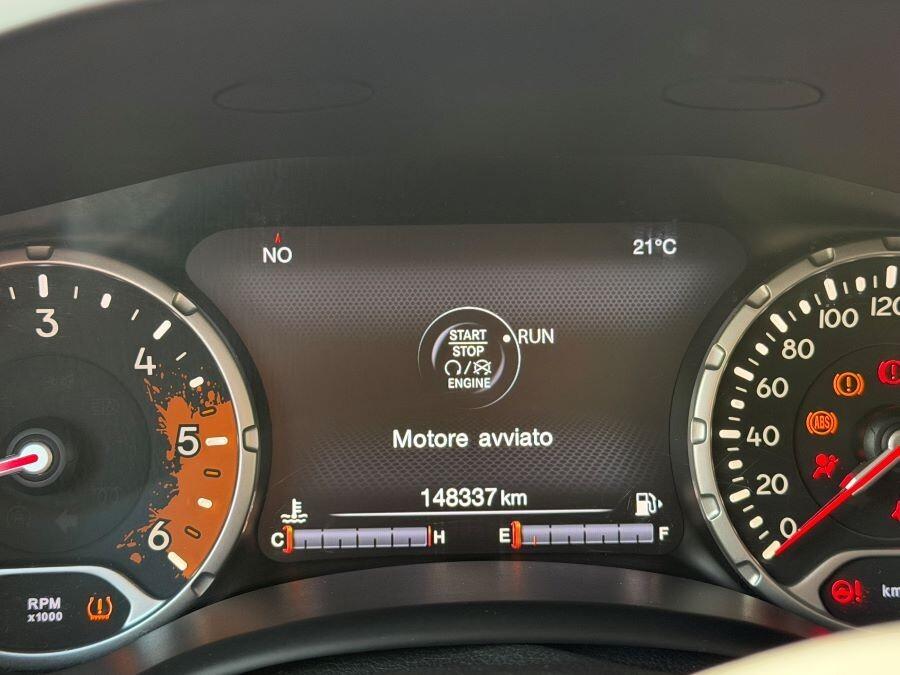 NO
21°C
START
STOP
ENGINE
RUN
Motore avviato
148337 km
C H
E F
3
4
5
6
RPM
x1000
0
20
40
60
80
100
120
ABS
km